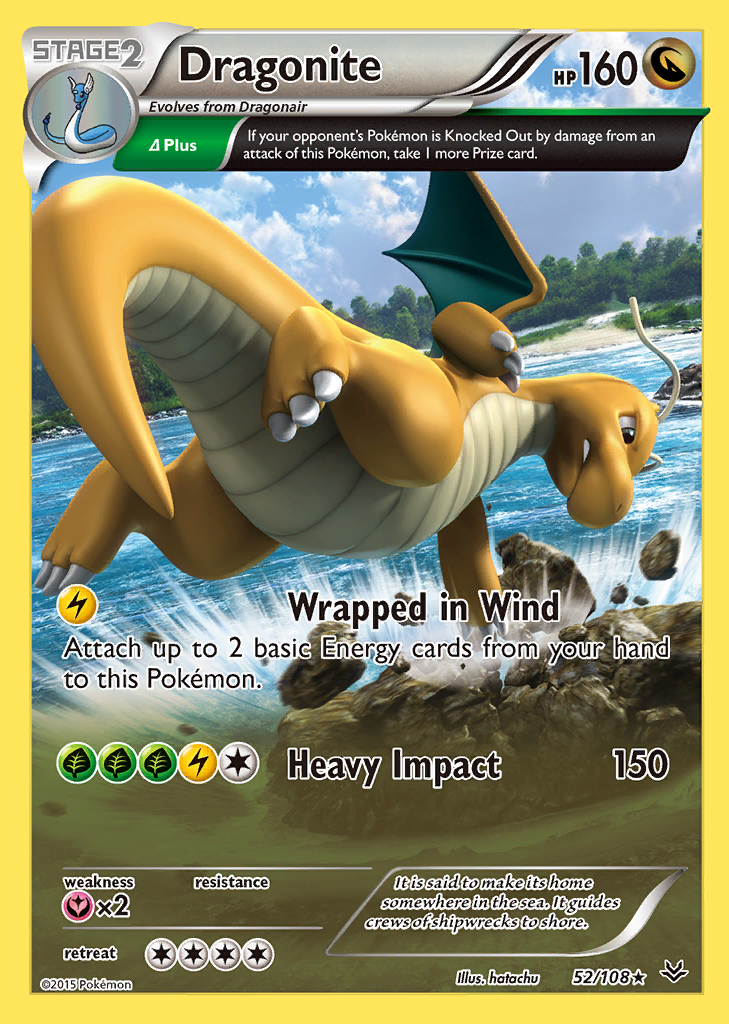 STAGE2
Dragonite
HP160
Evolves from Dragonair
Δ Plus
If your opponent's Pokémon is Knocked Out by damage from an
attack of this Pokémon, take 1 more Prize card.
Wrapped in Wind
Attach up to 2 basic Energy cards from your hand
to this Pokémon.
Heavy Impact 150
weakness resistance
×2
retreat
It is said to make its home
somewhere in the sea. It guides
crews of shipwrecks to shore.
©2015 Pokémon
Illus. hatachu 52/108★